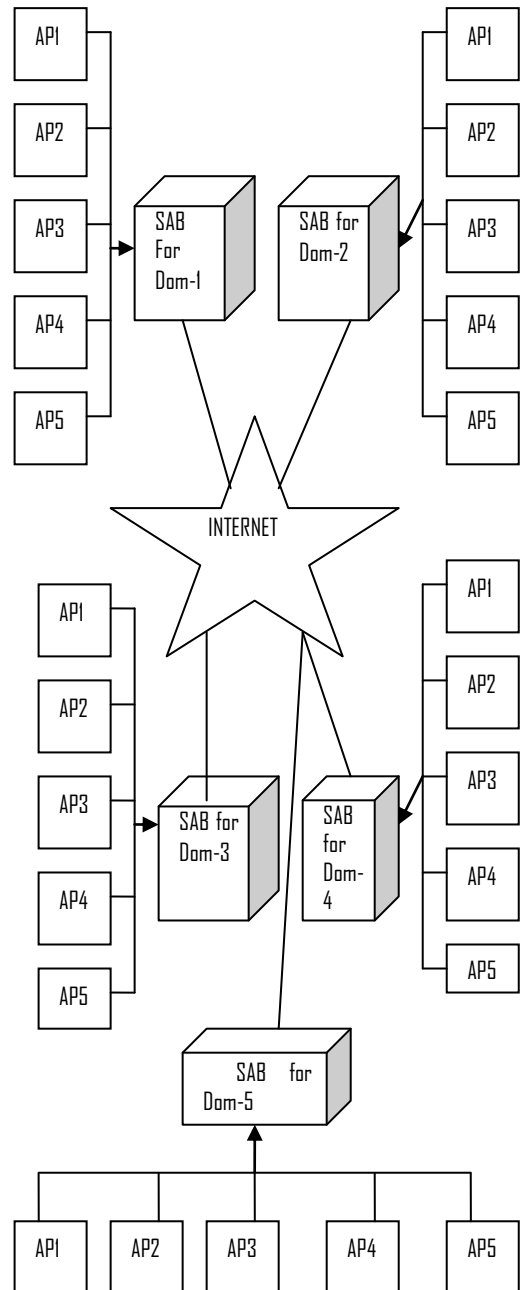 AP1
AP2
AP3
AP4
AP5
SAB
For
Dom-1
SAB for
Dom-2
AP1
AP2
AP3
AP4
AP5
INTERNET
AP1
AP2
AP3
AP4
AP5
SAB for
Dom-3
SAB
for
Dom-
4
AP1
AP2
AP3
AP4
AP5
SAB for
Dom-5
AP1 AP2 AP3 AP4 AP5